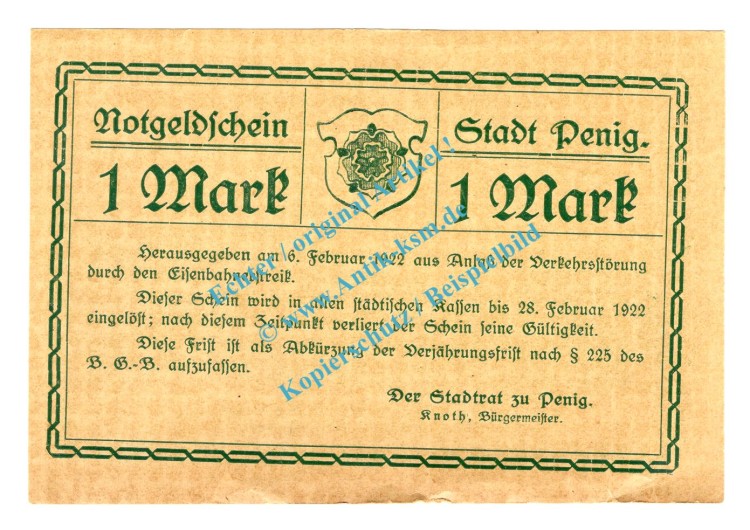 Notgeldschein
1 Mark
Stadt Penig.
1 Mark
Herausgegeben am 6. Februar 1922 aus Anlaß der Verkehrsstörung
durch den Eisenbahnerstreik.
Dieser Schein wird in allen städtischen Kassen bis 28. Februar 1922
eingelöst; nach diesem Zeitpunkt verliert der Schein seine Gültigkeit.
Diese Frist ist als Abkürzung der Verjährungsfrist nach § 225 des
B. G.-B. aufzufassen.
Der Stadtrat zu Penig.
Knoth, Bürgermeister.
Echter / original Artikel !
© www.Antik-ksm.de
Kopierschutz / Beispielbild